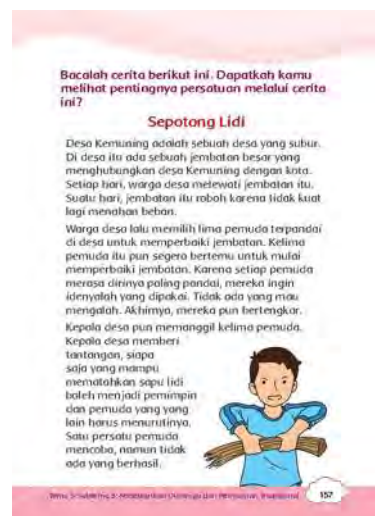 Bacalah cerita berikut ini. Dapatkah kamu
melihat pentingnya persatuan melalui cerita
ini?
Sepotong Lidi
Desa Kemuning adalah sebuah desa yang subur.
Di desa itu ada sebuah jembatan besar yang
menghubungkan desa Kemuning dengan kota.
Setiap hari, warga desa melewati jembatan itu.
Suatu hari, jembatan itu roboh karena tidak kuat
lagi menahan beban.
Warga desa lalu memilih lima pemuda terpandai
di desa untuk memperbaiki jembatan. Kelima
pemuda itu pun segera bertemu untuk mulai
memperbaiki jembatan. Karena setiap pemuda
merasa dirinya paling pandai, mereka ingin
idenyalah yang dipakai. Tidak ada yang mau
mengalah. Akhirnya, mereka pun bertengkar.
Kepala desa pun memanggil kelima pemuda.
Kepala desa memberi
tantangan, siapa
saja yang mampu
mematahkan sapu lidi
boleh menjadi pemimpin
dan pemuda yang yang
lain harus menurutinya.
Satu persatu pemuda
mencoba, namun tidak
ada yang berhasil.
157